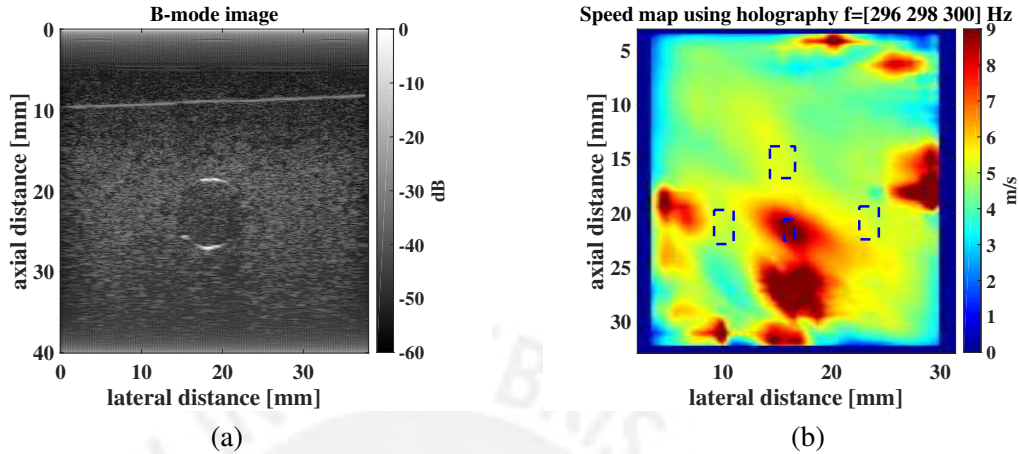 B-mode image
0
10
20
30
40
axial distance [mm]
0 10 20 30
lateral distance [mm]
0
-10
-20
-30
-40
-50
-60
dB
(a)
Speed map using holography f=[296 298 300] Hz
5
10
15
20
25
30
axial distance [mm]
10 20 30
lateral distance [mm]
9
8
7
6
5
4
3
2
1
0
m/s
(b)